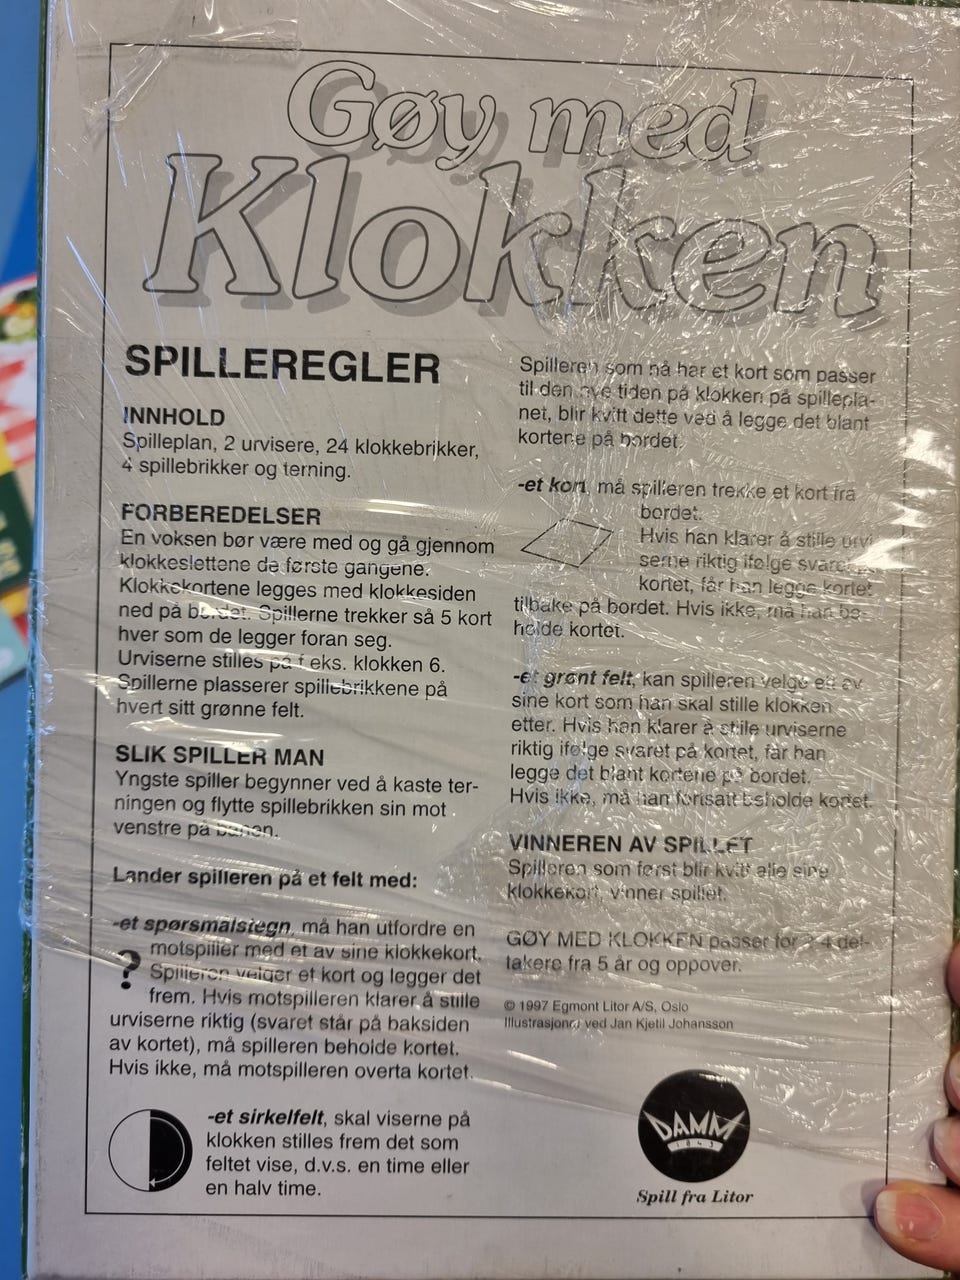 Gøy med
Klokken
SPILLEREGLER
INNHOLD
Spilleplan, 2 urvisere, 24 klokkebrikker,
4 spillebrikker og terning.
FORBEREDELSER
En voksen bør være med og gå gjennom
klokkeslettene de første gangene.
Klokkekortene legges med klokkesiden
ned på bordet. Spillerne trekker så 5 kort
hver som de legger foran seg.
Urviserne stilles på f.eks. klokken 6.
Spillerne plasserer spillebrikkene på
hvert sitt grønne felt.
SLIK SPILLER MAN
Yngste spiller begynner ved å kaste ter-
ningen og flytte spillebrikken sin mot
venstre på banen.
Lander spilleren på et felt med:
-et spørsmålstegn, må han utfordre en
motspiller med et av sine klokkekort.
?
Spilleren velger et kort og legger det
frem. Hvis motspilleren klarer å stille
urviserne riktig (svaret står på baksiden
av kortet), må spilleren beholde kortet.
Hvis ikke, må motspilleren overta kortet.
-et sirkelfelt, skal viserne på
klokken stilles frem det som
feltet vise, d.v.s. en time eller
en halv time.
Spilleren som nå har et kort som passer
til den nye tiden på klokken på spillepla-
net, blir kvitt dette ved å legge det blant
kortene på bordet.
-et kort, må spilleren trekke et kort fra
bordet.
Hvis han klarer å stille urvi
serne riktig ifølge svaret
kortet, får han legge kortet
tilbake på bordet. Hvis ikke, må han be-
holde kortet.
-et grønt felt, kan spilleren velge ett av
sine kort som han skal stille klokken
etter. Hvis han klarer å stille urviserne
riktig ifølge svaret på kortet, får han
legge det blant kortene på bordet.
Hvis ikke, må han fortsatt beholde kortet.
VINNEREN AV SPILLET
Spilleren som først blir kvitt alle sine
klokkekort, vinner spillet.
GØY MED KLOKKEN passer for 2-4 del-
takere fra 5 år og oppover.
© 1997 Egmont Litor A/S, Oslo
Illustrasjoner ved Jan Kjetil Johansson
DAMM
1843
Spill fra Litor